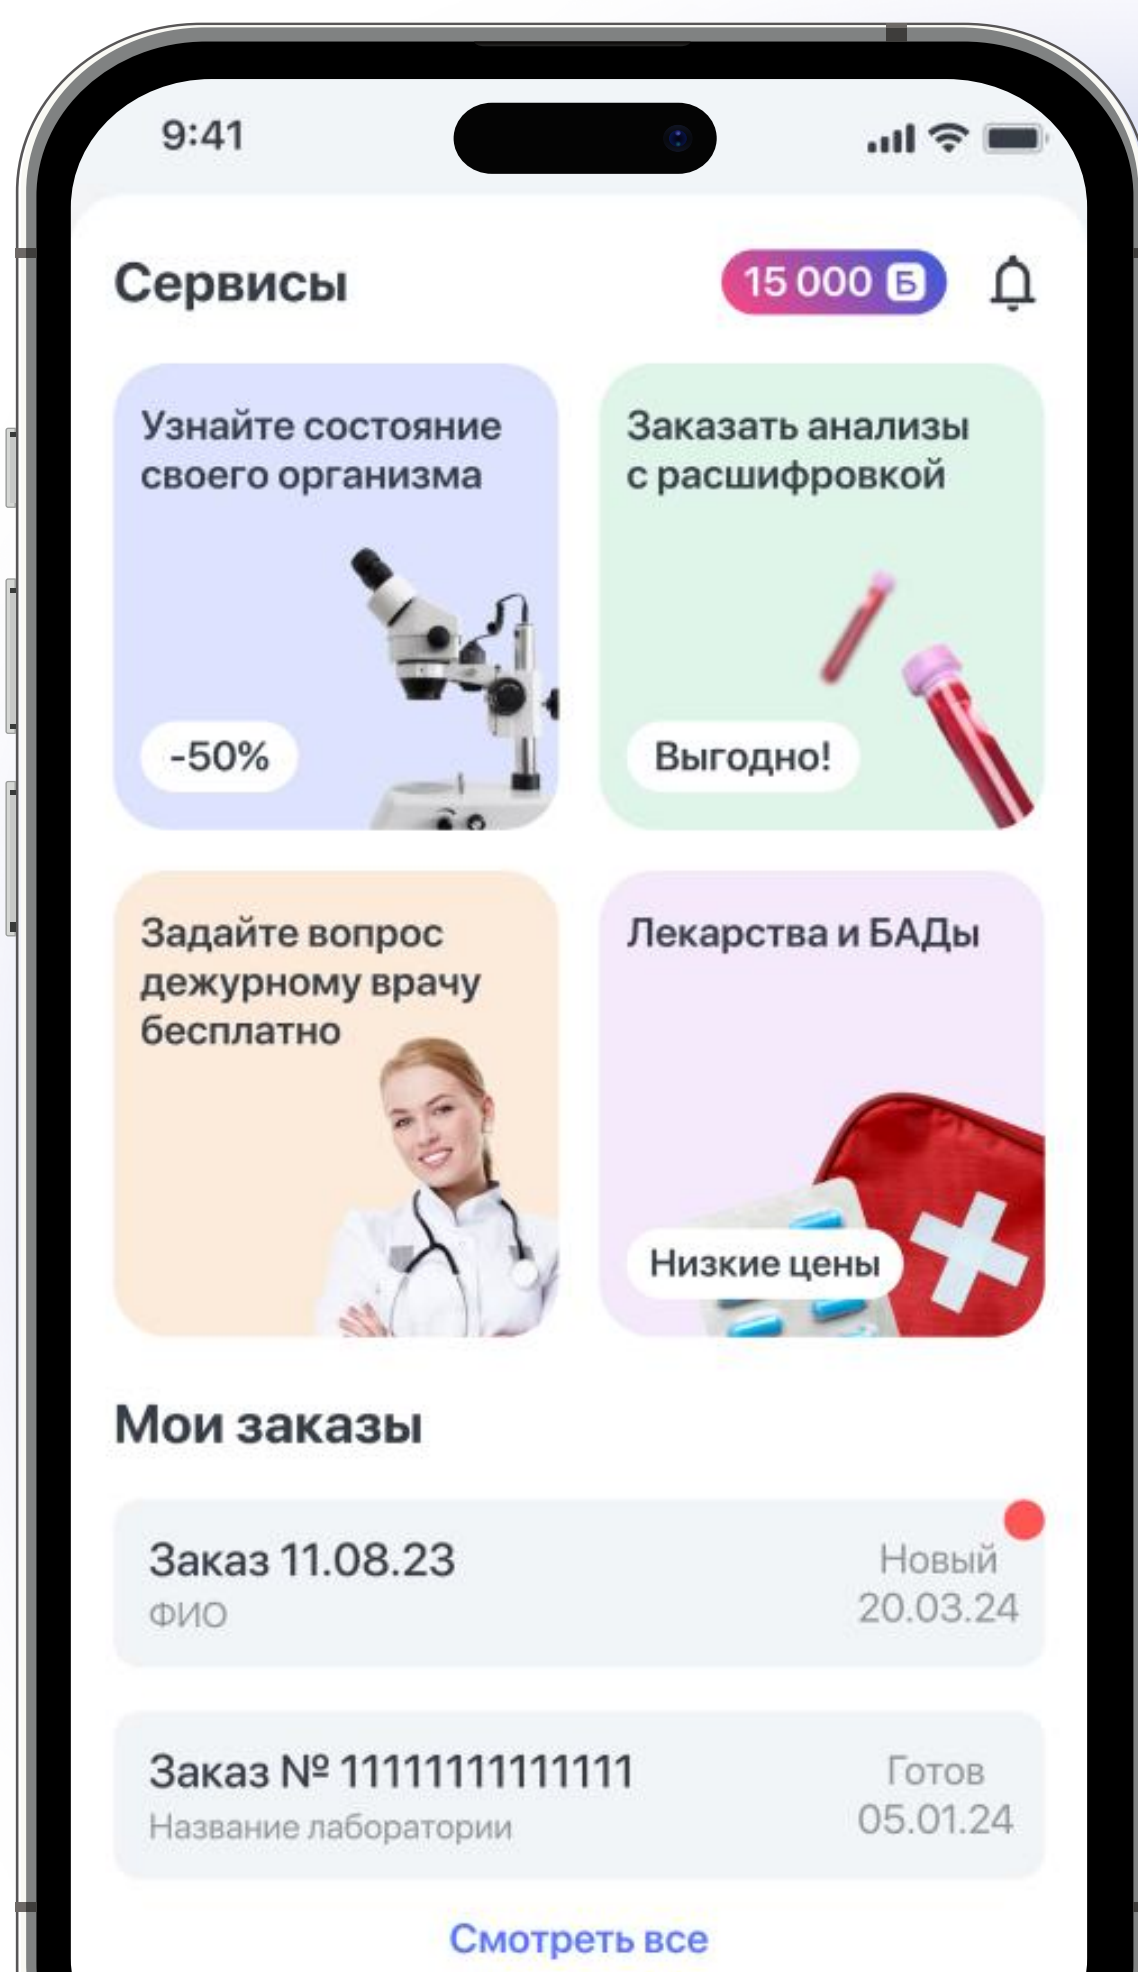 9:41
Сервисы
15 000 Б
Узнайте состояние
своего организма
-50%
Заказать анализы
с расшифровкой
Выгодно!
Задайте вопрос
дежурному врачу
бесплатно
Лекарства и БАДы
Низкие цены
Мои заказы
Заказ 11.08.23
ФИО
Новый
20.03.24
Заказ № 11111111111111
Название лаборатории
Готов
05.01.24
Смотреть все